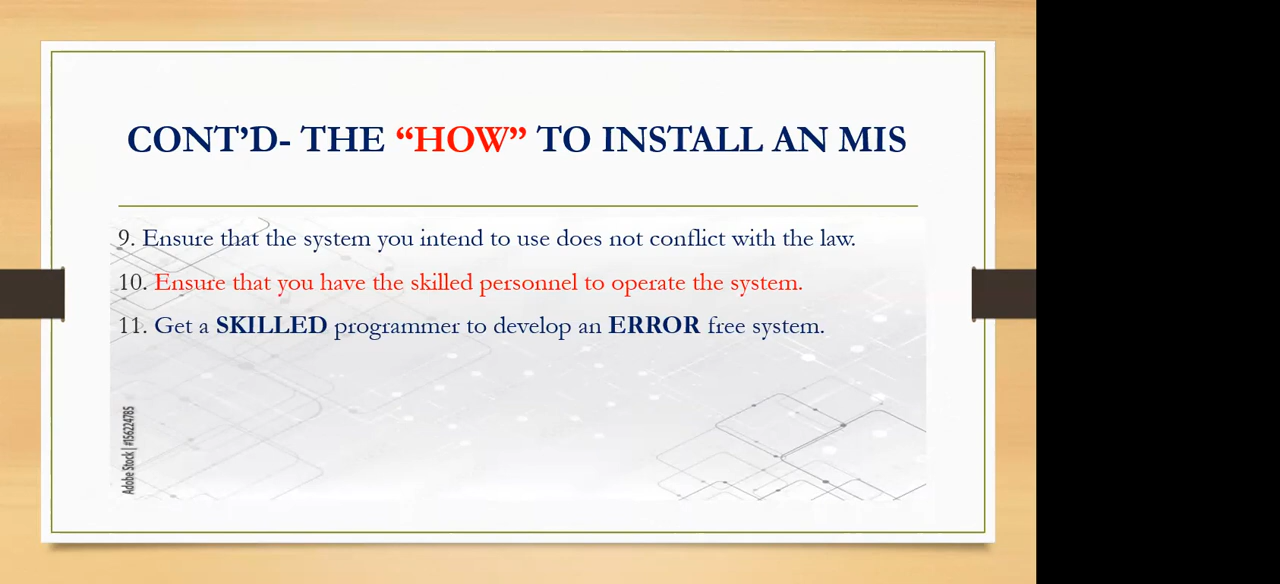 CONT’D- THE “HOW” TO INSTALL AN MIS
9. Ensure that the system you intend to use does not conflict with the law.
10. Ensure that you have the skilled personnel to operate the system.
11. Get a SKILLED programmer to develop an ERROR free system.
Adobe Stock | #156224785